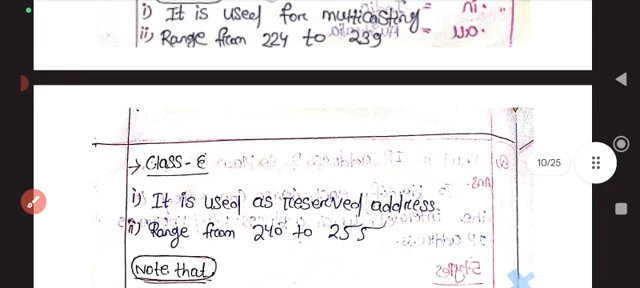 i) It is used for multicasting
ii) Range from 224 to 239
→ Class - E
i) It is used as reserved address.
ii) Range from 240 to 255
Note that
10/25